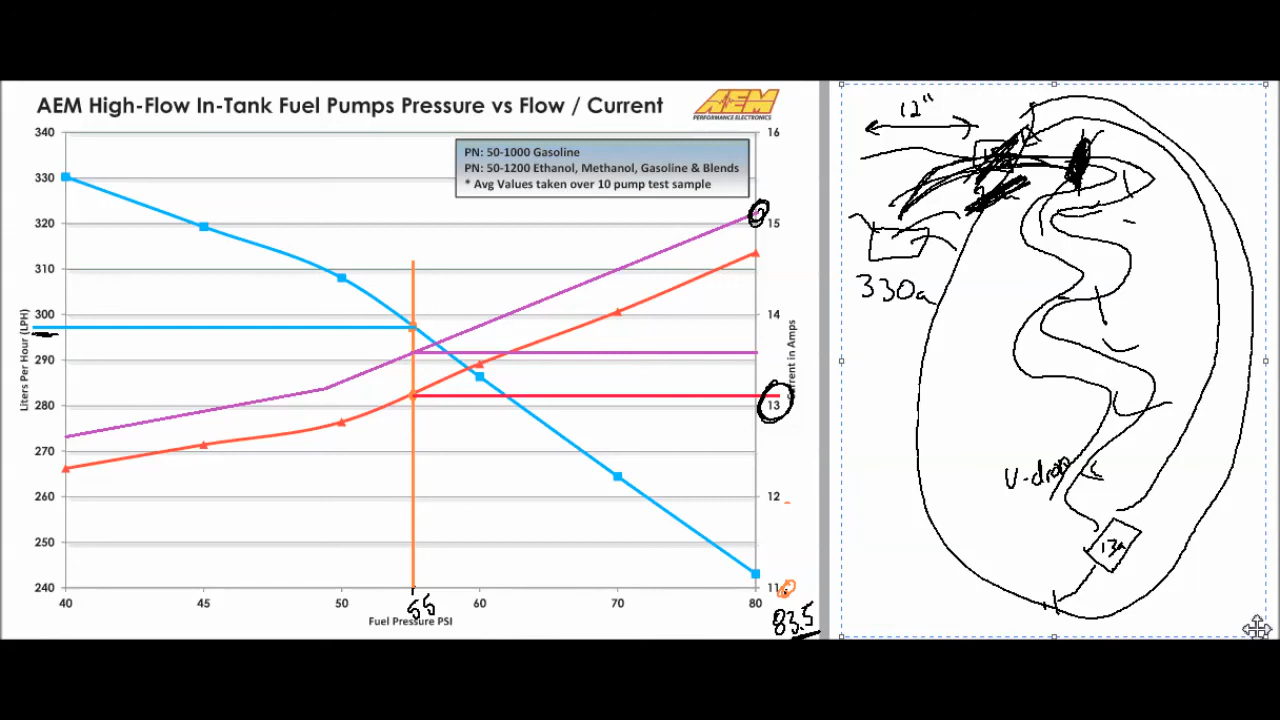 AEM High-Flow In-Tank Fuel Pumps Pressure vs Flow / Current
AEM
PERFORMANCE ELECTRONICS
PN: 50-1000 Gasoline
PN: 50-1200 Ethanol, Methanol, Gasoline & Blends
* Avg Values taken over 10 pump test sample
Liters Per Hour (LPH)
340
330
320
310
300
290
280
270
260
250
240
16
15
14
13
12
11
Current in Amps
40
45
50
55
60
70
80
Fuel Pressure PSI
83.5
12"
330a
V-drop
13a